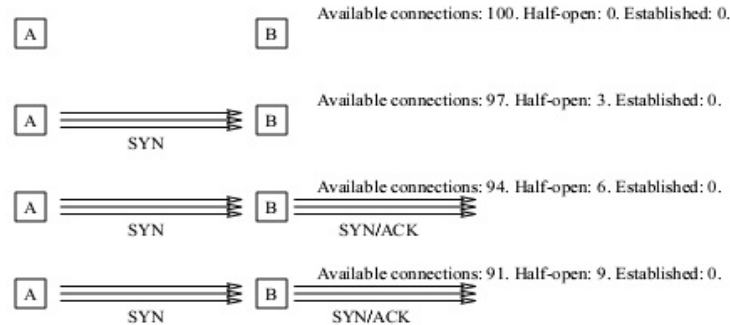 A B Available connections: 100. Half-open: 0. Established: 0.
Available connections: 97. Half-open: 3. Established: 0.
A B
SYN
Available connections: 94. Half-open: 6. Established: 0.
A B
SYN SYN/ACK
Available connections: 91. Half-open: 9. Established: 0.
A B
SYN SYN/ACK